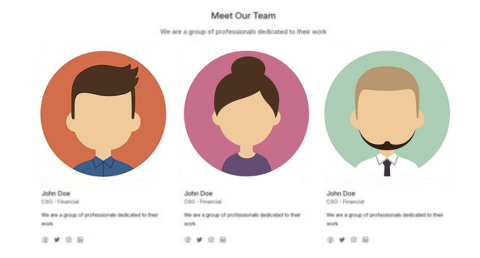 Meet Our Team
We are a group of professionals dedicated to their work
John Doe
CSO - Financial
We are a group of professionals dedicated to their
work
John Doe
CSO - Financial
We are a group of professionals dedicated to their
work
John Doe
CSO - Financial
We are a group of professionals dedicated to their
work